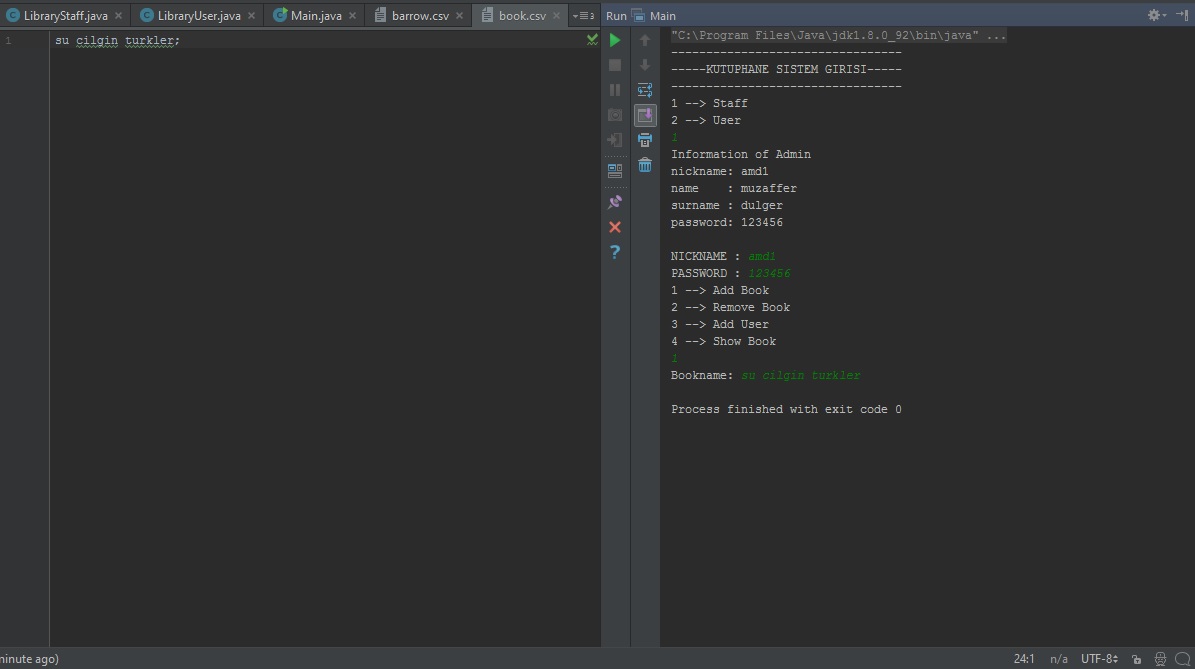 LibraryStaff.java
LibraryUser.java
Main.java
barrow.csv
book.csv
3
Run Main
1 su cilgin turkler;
"C:\Program Files\Java\jdk1.8.0_92\bin\java" ...
---------------------------------
-----KUTUPHANE SISTEM GIRISI-----
---------------------------------
1 --> Staff
2 --> User
1
Information of Admin
nickname: amd1
name    : muzaffer
surname : dulger
password: 123456
NICKNAME : amd1
PASSWORD : 123456
1 --> Add Book
2 --> Remove Book
3 --> Add User
4 --> Show Book
1
Bookname: su cilgin turkler
Process finished with exit code 0
minute ago)
24:1 n/a UTF-8